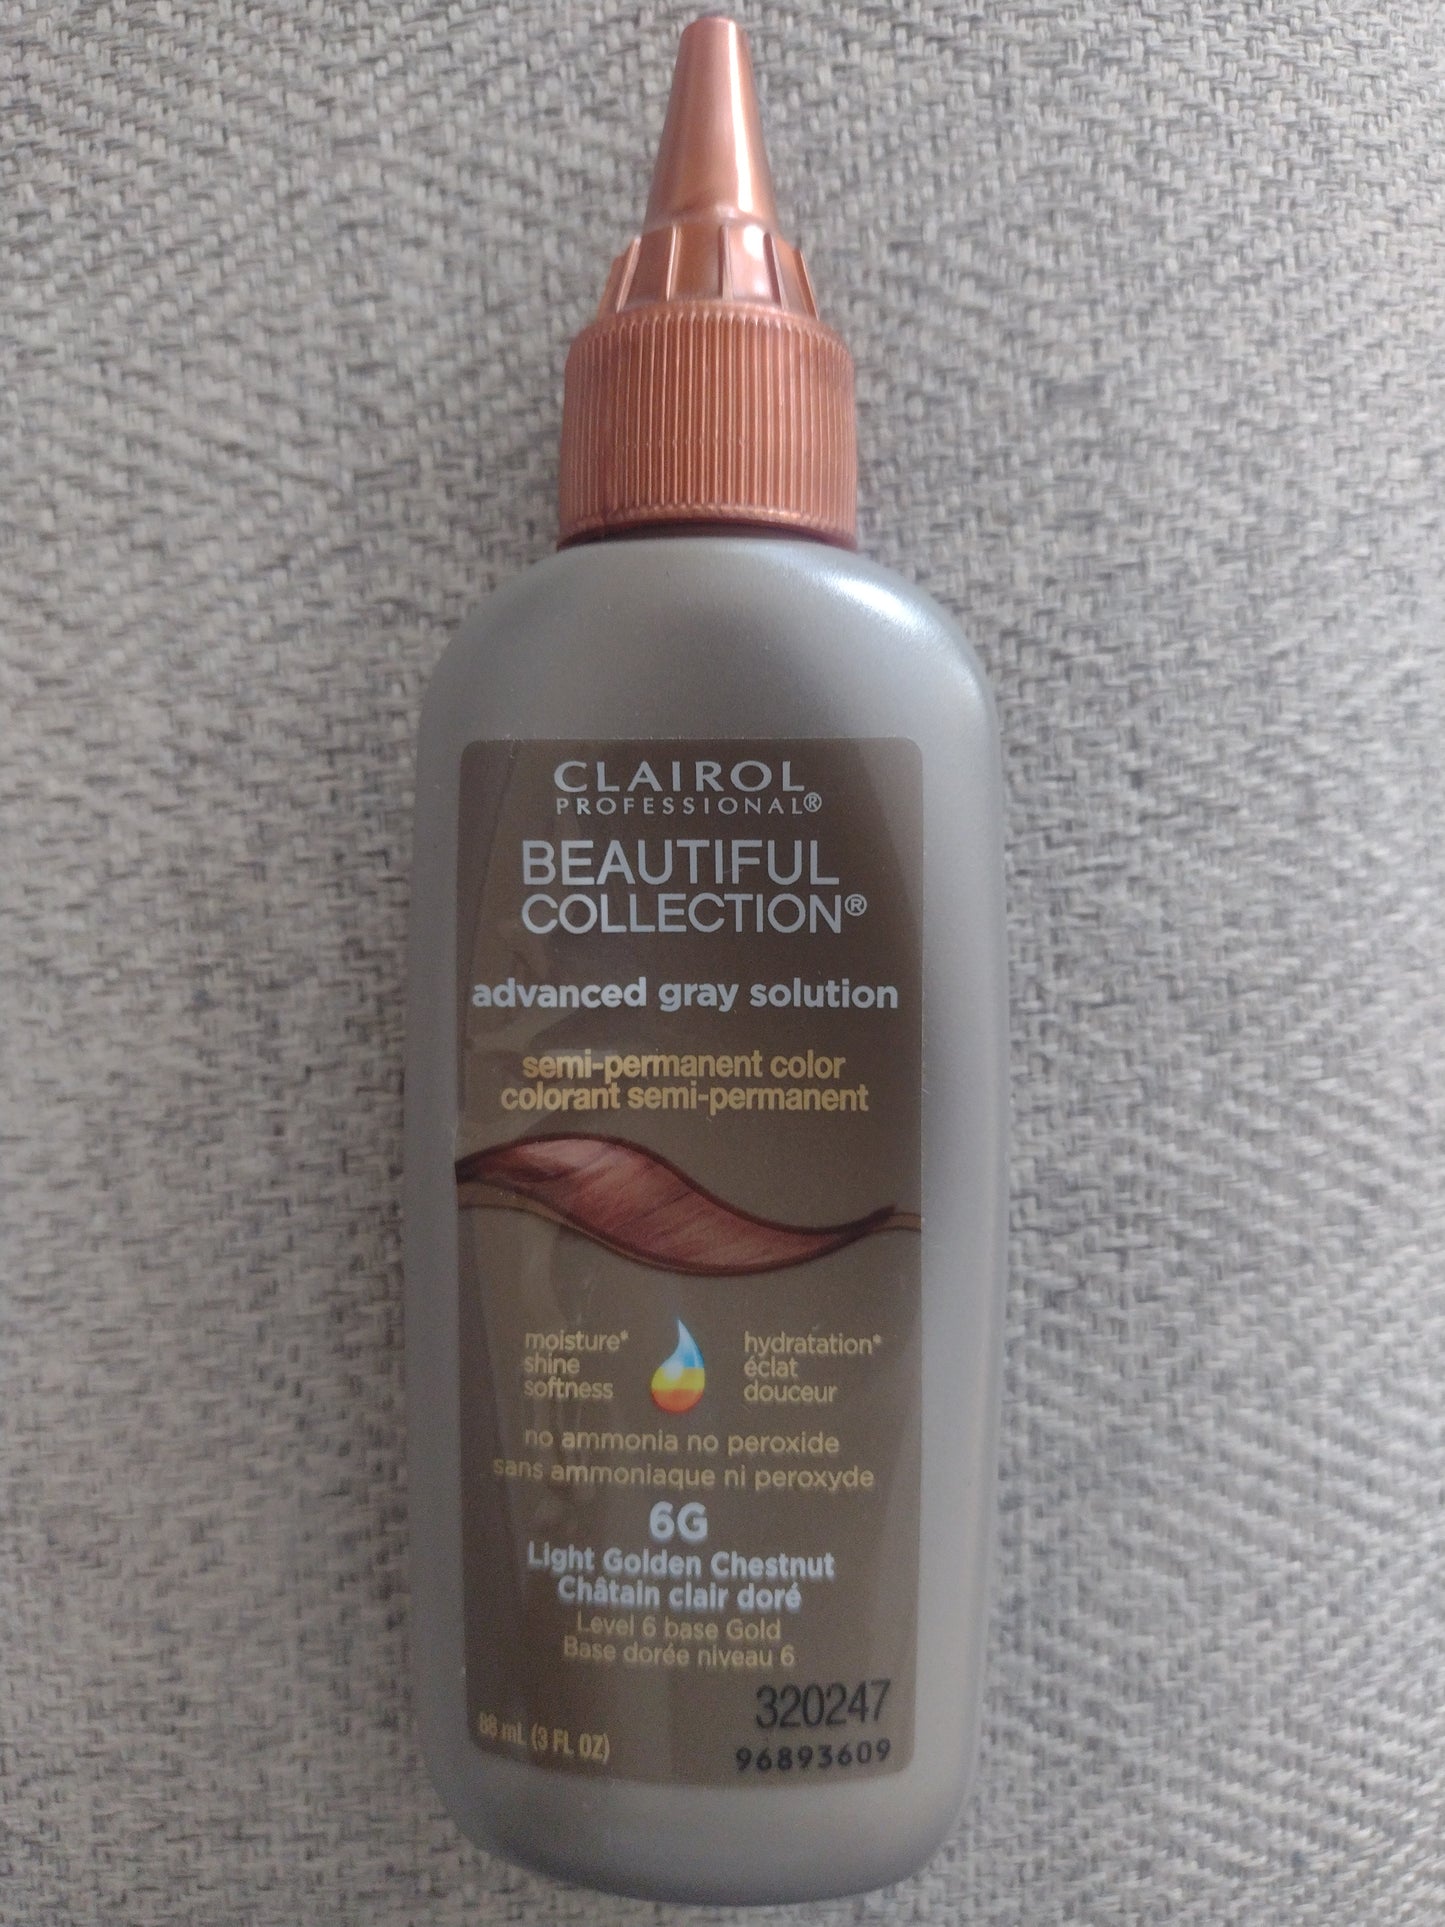 CLAIROL
PROFESSIONAL®
BEAUTIFUL
COLLECTION®
advanced gray solution
semi-permanent color
colorant semi-permanent
moisture*
shine
softness
hydratation*
éclat
douceur
no ammonia no peroxide
sans ammoniaque ni peroxyde
6G
Light Golden Chestnut
Châtain clair doré
Level 6 base Gold
Base dorée niveau 6
320247
88 mL (3 FL OZ)
96893609